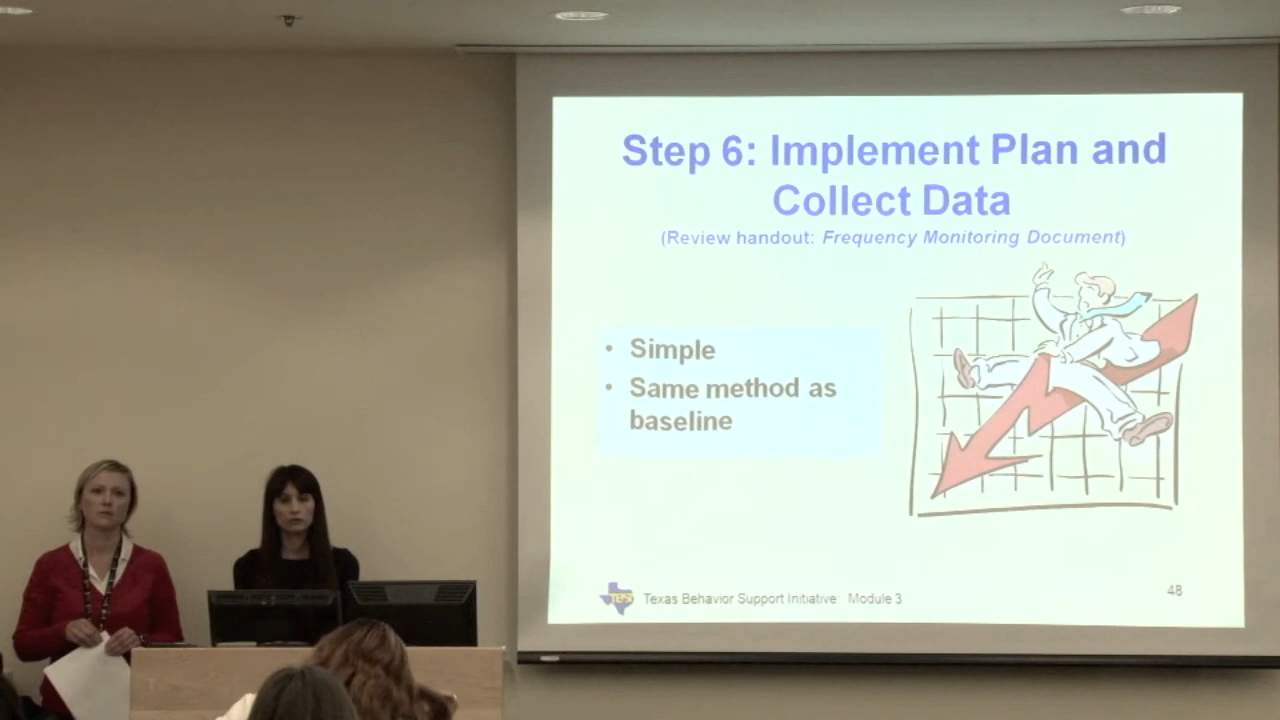 Step 6: Implement Plan and
Collect Data
(Review handout: Frequency Monitoring Document)
• Simple
• Same method as
baseline
TBSI
Texas Behavior Support Initiative Module 3
48